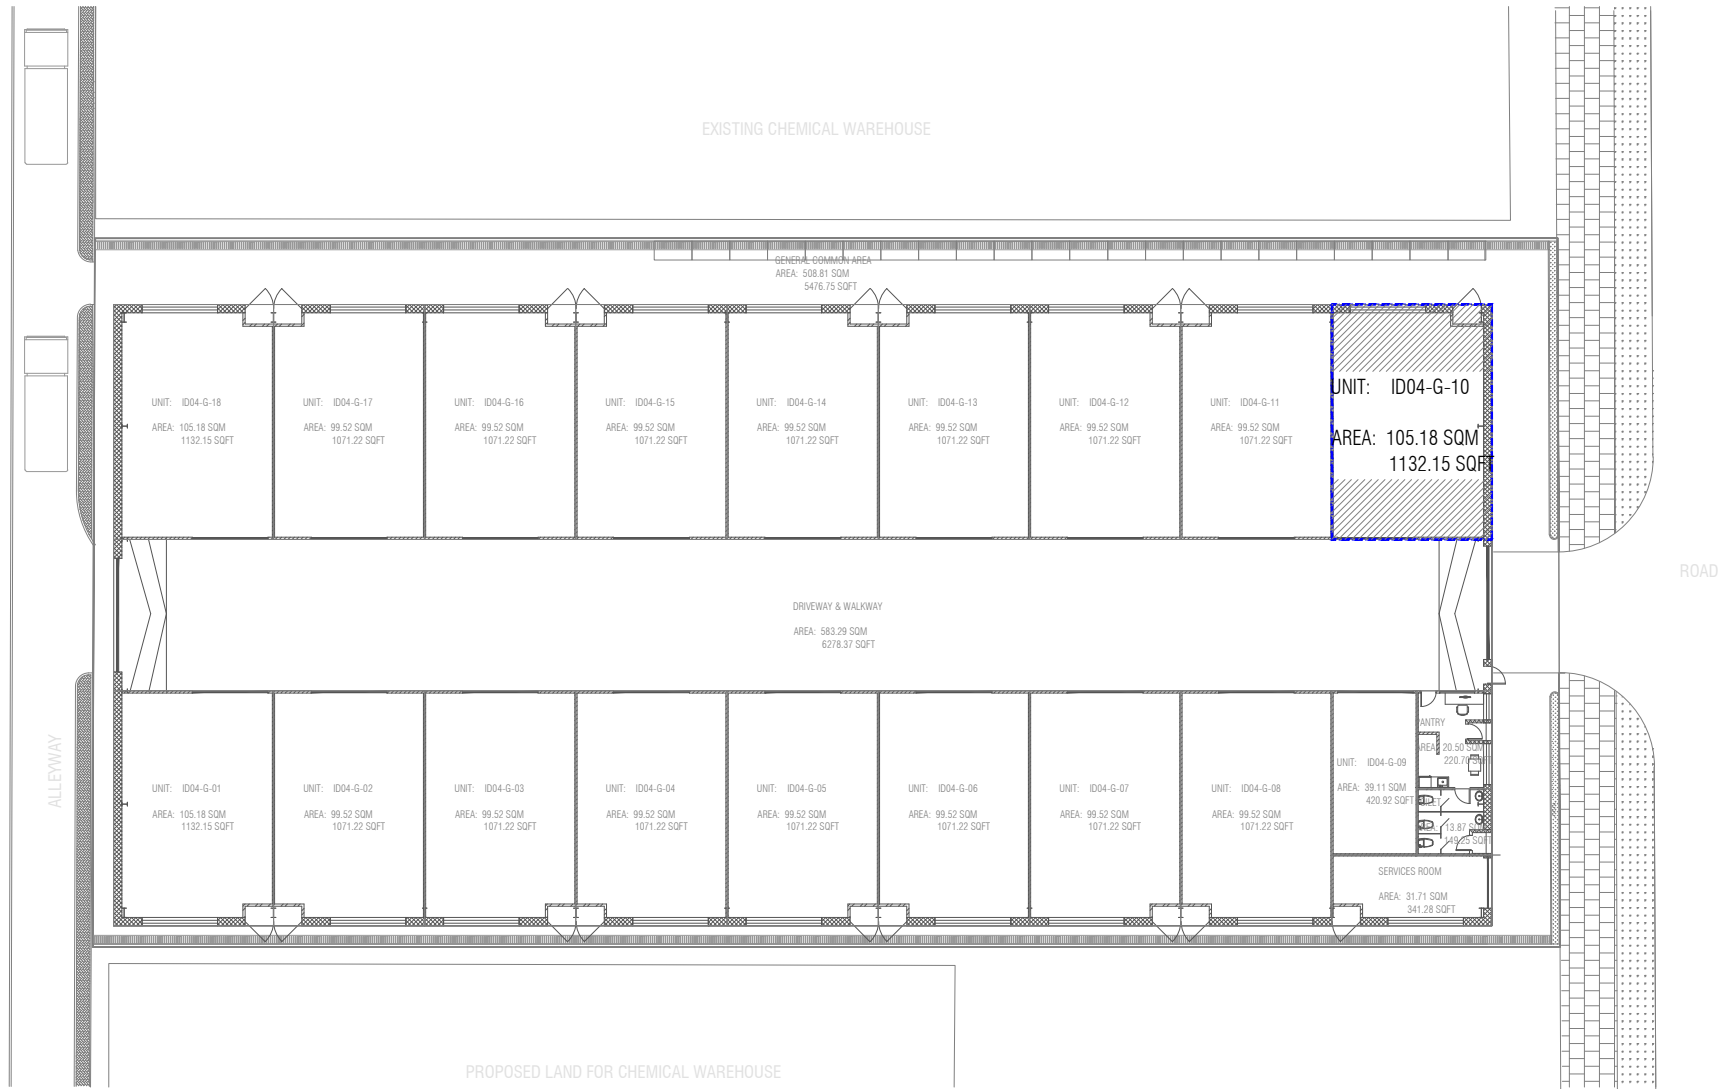 EXISTING CHEMICAL WAREHOUSE
GENERAL COMMON AREA
AREA: 508.81 SQM
5476.75 SQFT
UNIT: ID04-G-18
AREA: 105.18 SQM
1132.15 SQFT
UNIT: ID04-G-17
AREA: 99.52 SQM
1071.22 SQFT
UNIT: ID04-G-16
AREA: 99.52 SQM
1071.22 SQFT
UNIT: ID04-G-15
AREA: 99.52 SQM
1071.22 SQFT
UNIT: ID04-G-14
AREA: 99.52 SQM
1071.22 SQFT
UNIT: ID04-G-13
AREA: 99.52 SQM
1071.22 SQFT
UNIT: ID04-G-12
AREA: 99.52 SQM
1071.22 SQFT
UNIT: ID04-G-11
AREA: 99.52 SQM
1071.22 SQFT
UNIT: ID04-G-10
AREA: 105.18 SQM
1132.15 SQFT
ROAD
DRIVEWAY & WALKWAY
AREA: 583.29 SQM
6278.37 SQFT
ALLEYWAY
UNIT: ID04-G-01
AREA: 105.18 SQM
1132.15 SQFT
UNIT: ID04-G-02
AREA: 99.52 SQM
1071.22 SQFT
UNIT: ID04-G-03
AREA: 99.52 SQM
1071.22 SQFT
UNIT: ID04-G-04
AREA: 99.52 SQM
1071.22 SQFT
UNIT: ID04-G-05
AREA: 99.52 SQM
1071.22 SQFT
UNIT: ID04-G-06
AREA: 99.52 SQM
1071.22 SQFT
UNIT: ID04-G-07
AREA: 99.52 SQM
1071.22 SQFT
UNIT: ID04-G-08
AREA: 99.52 SQM
1071.22 SQFT
UNIT: ID04-G-09
AREA: 39.11 SQM
420.92 SQFT
PANTRY
AREA: 20.50 SQM
220.70 SQFT
TOILET
AREA: 13.87 SQM
149.25 SQFT
SERVICES ROOM
AREA: 31.71 SQM
341.28 SQFT
PROPOSED LAND FOR CHEMICAL WAREHOUSE